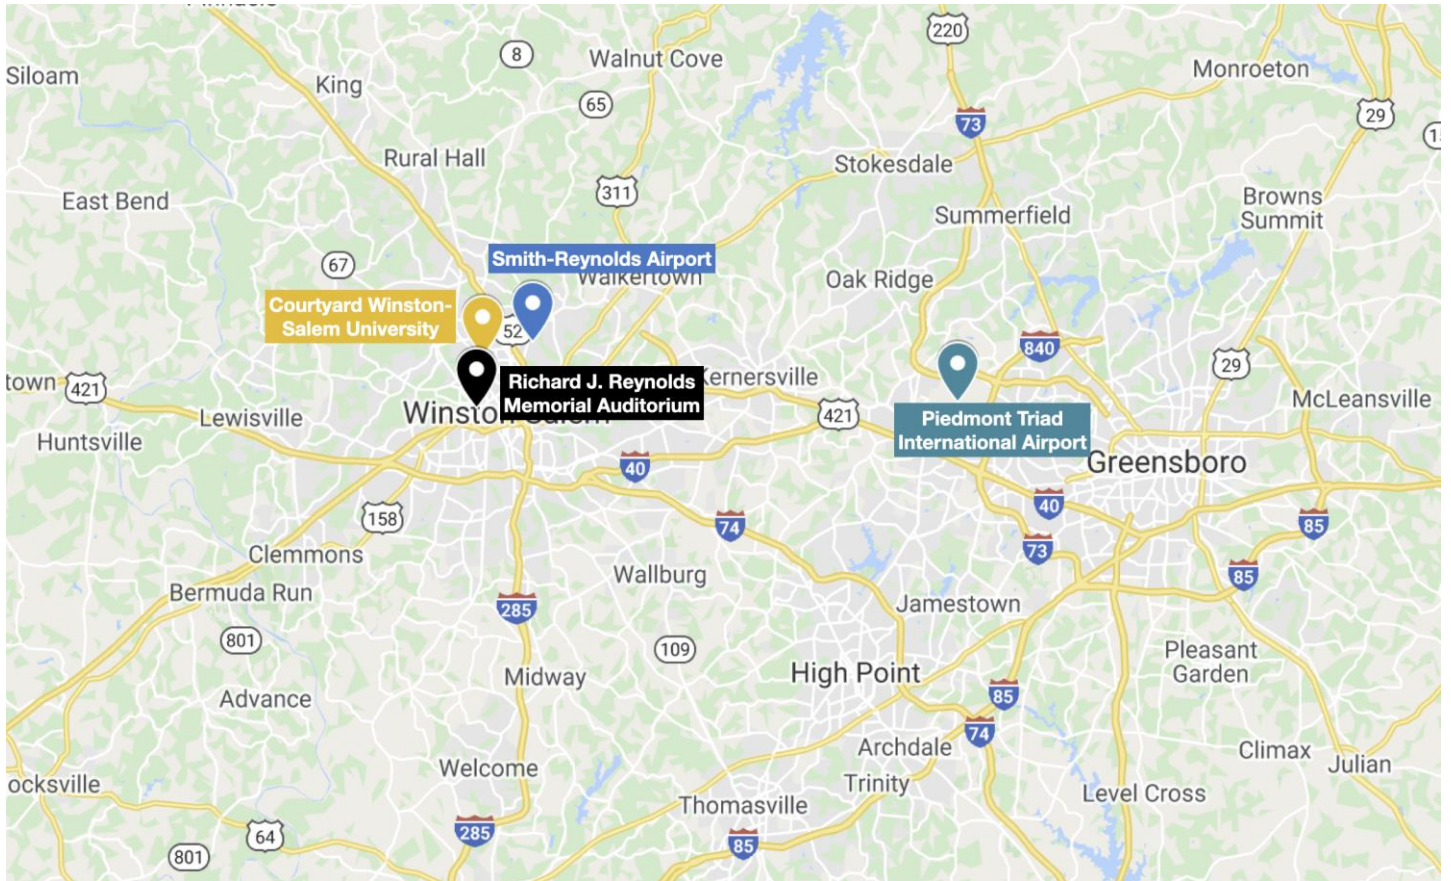 Siloam
King
8
Walnut Cove
220
Monroeton
65
73
29
Rural Hall
Stokesdale
East Bend
311
Browns
Summit
Summerfield
67
Smith-Reynolds Airport
Walkertown
Oak Ridge
Courtyard Winston-
Salem University
52
840
29
421
Richard J. Reynolds
Memorial Auditorium
Kernersville
421
McLeansville
Lewisville
Piedmont Triad
International Airport
Huntsville
Greensboro
40
40
158
74
85
73
Clemmons
Wallburg
85
Bermuda Run
285
Jamestown
801
109
Pleasant
Garden
Midway
High Point
Advance
85
74
Archdale
Climax
Welcome
Trinity
Julian
Thomasville
Level Cross
285
64
85
801